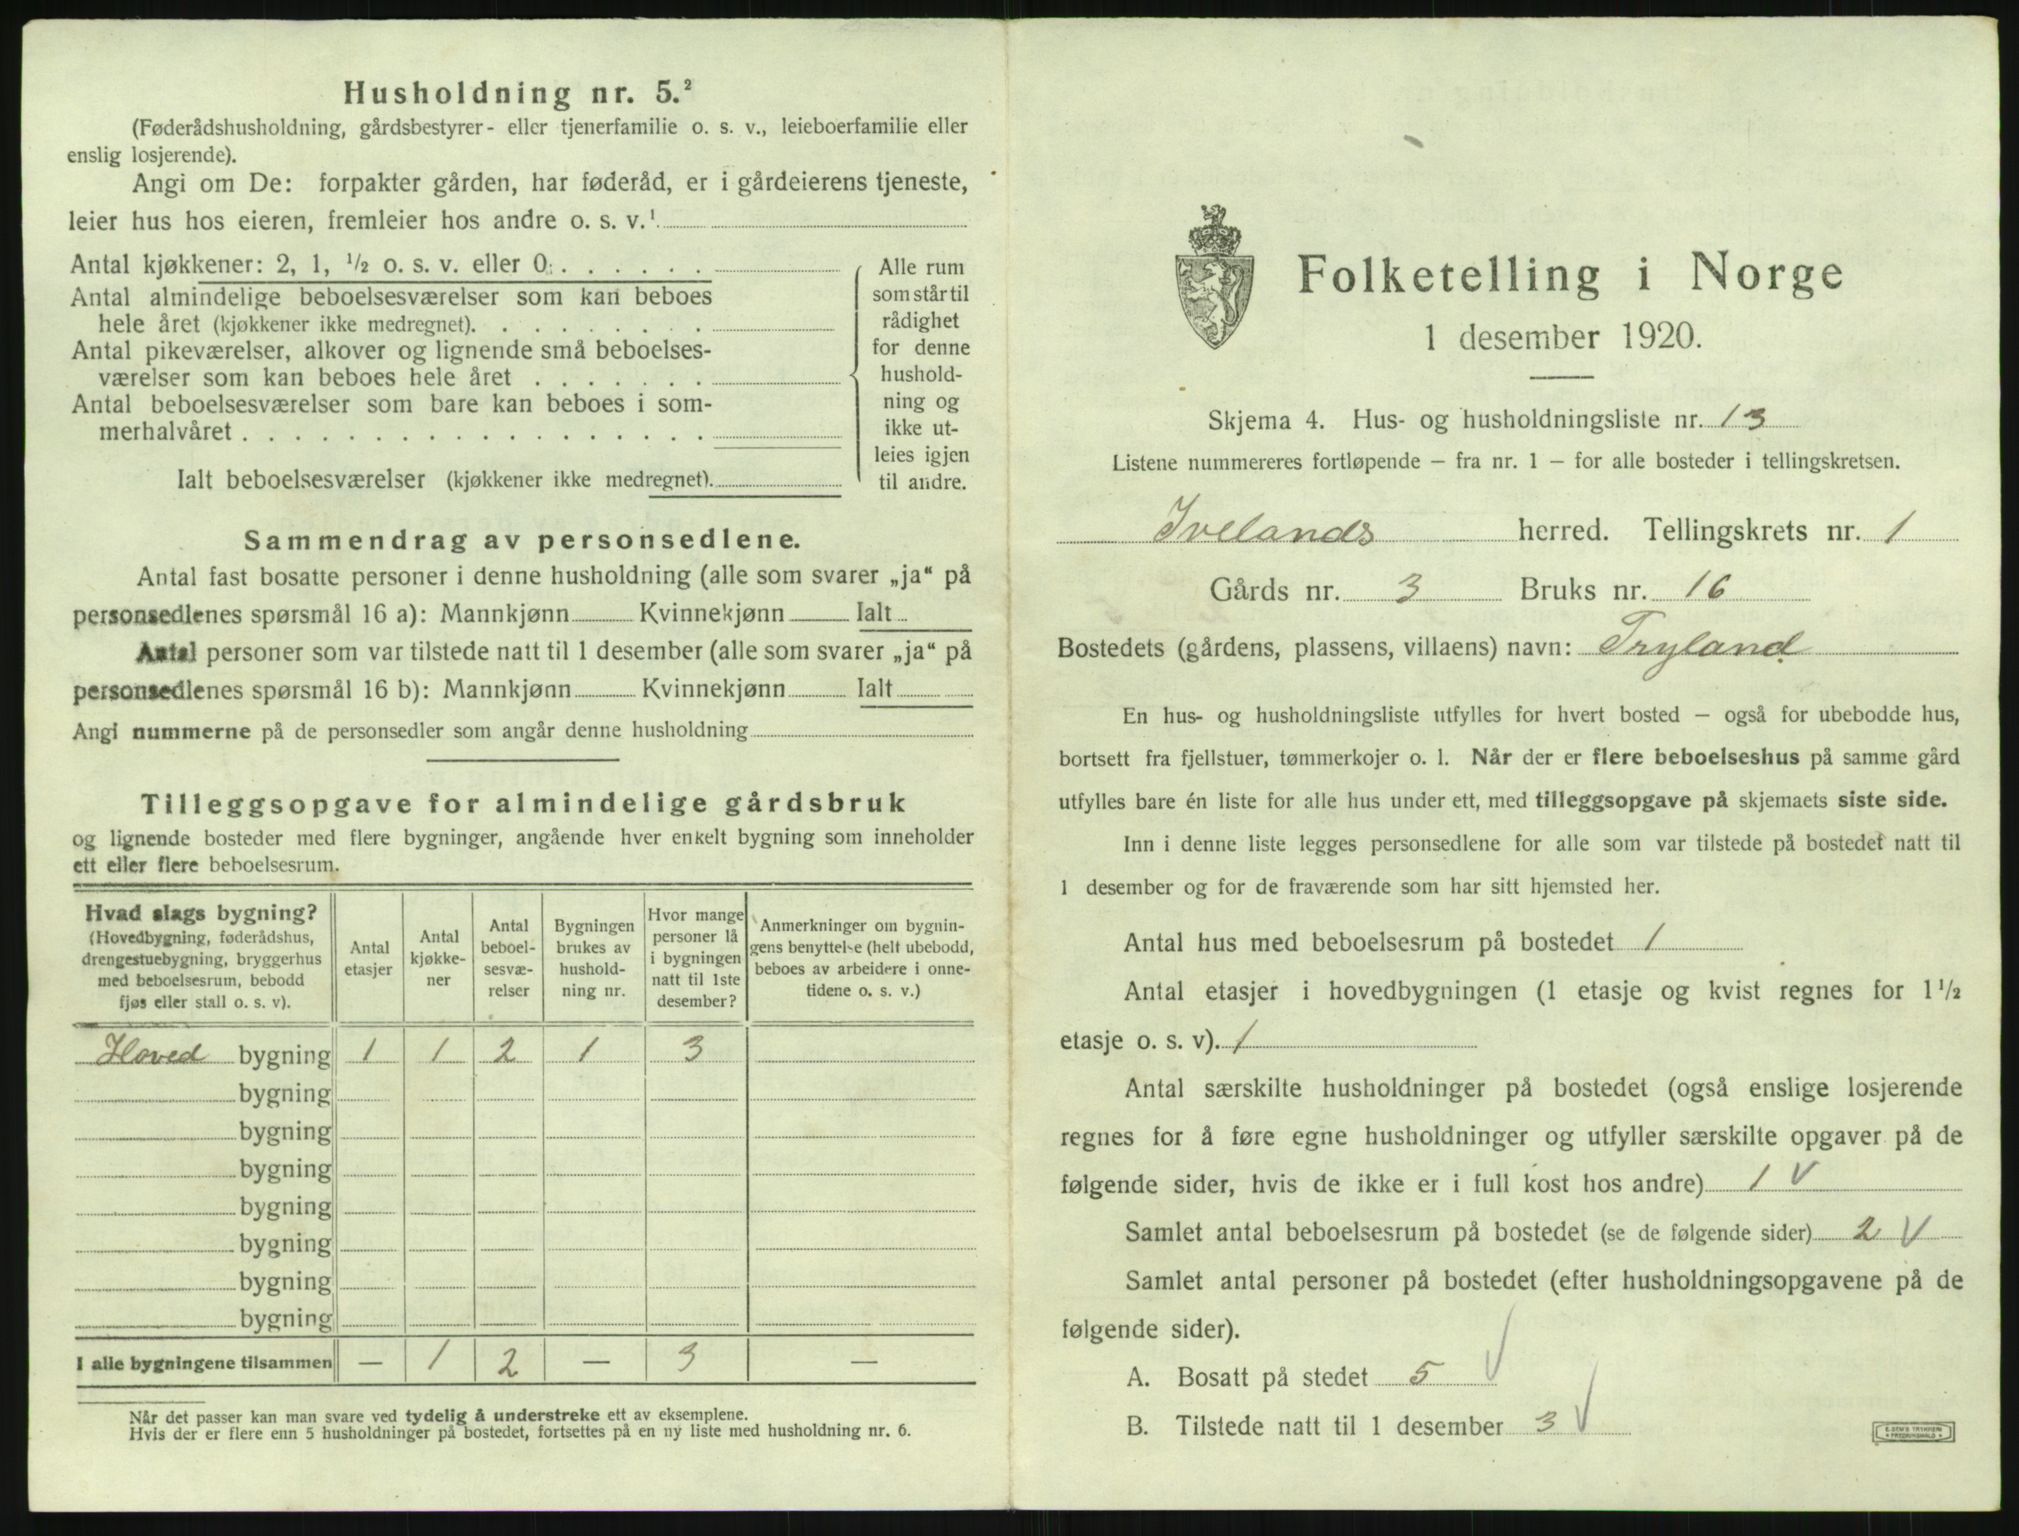 Husholdning nr. 5.²
(Føderådshusholdning, gårdsbestyrer- eller tjenerfamilie o. s. v., leieboerfamilie eller
enslig losjerende).
Angi om De: forpakter gården, har føderåd, er i gårdeierens tjeneste,
leier hus hos eieren, fremleier hos andre o. s. v.¹
Antal kjøkkener: 2, 1, ½ o. s. v. eller 0
Antal almindelige beboelsesværelser som kan beboes
hele året (kjøkkener ikke medregnet).
Antal pikeværelser, alkover og lignende små beboelses-
værelser som kan beboes hele året
Antal beboelsesværelser som bare kan beboes i som-
merhalvåret
Ialt beboelsesværelser (kjøkkener ikke medregnet).
Alle rum
som står til
rådighet
for denne
hushold-
ning og
ikke ut-
leies igjen
til andre.
Sammendrag av personsedlene.
Antal fast bosatte personer i denne husholdning (alle som svarer „ja“ på
personsedlenes spørsmål 16 a): Mannkjønn Kvinnekjønn Ialt
Antal personer som var tilstede natt til 1 desember (alle som svarer „ja“ på
personsedlenes spørsmål 16 b): Mannkjønn Kvinnekjønn Ialt
Angi nummerne på de personsedler som angår denne husholdning
Tilleggsopgave for almindelige gårdsbruk
og lignende bosteder med flere bygninger, angående hver enkelt bygning som inneholder
ett eller flere beboelsesrum.
Hvad slags bygning?
(Hovedbygning, føderådshus,
drengestuebygning, bryggerhus
med beboelsesrum, bebodd
fjøs eller stall o. s. v).
Antal
etasjer
Antal
kjøkke-
ner
Antal
beboel-
sesvæ-
relser
Bygningen
brukes av
hushold-
ning nr.
Hvor mange
personer lå
i bygningen
natt til 1ste
desember?
Anmerkninger om bygnin-
gens benyttelse (helt ubebodd,
beboes av arbeidere i onne-
tidene o. s. v.)
Hoved bygning 1 1 2 1 3
bygning
bygning
bygning
bygning
bygning
bygning
bygning
I alle bygningene tilsammen — 1 2 — 3 —
Når det passer kan man svare ved tydelig å understreke ett av eksemplene.
Hvis der er flere enn 5 husholdninger på bostedet, fortsettes på en ny liste med husholdning nr. 6.
Folketelling i Norge
1 desember 1920.
Skjema 4. Hus- og husholdningsliste nr. 13
Listene nummereres fortløpende – fra nr. 1 – for alle bosteder i tellingskretsen.
Ivelands herred. Tellingskrets nr. 1
Gårds nr. 3 Bruks nr. 16
Bostedets (gårdens, plassens, villaens) navn: Tryland
En hus- og husholdningsliste utfylles for hvert bosted – også for ubebodde hus,
bortsett fra fjellstuer, tømmerkojer o. l. Når der er flere beboelseshus på samme gård
utfylles bare én liste for alle hus under ett, med tilleggsopgave på skjemaets siste side.
Inn i denne liste legges personsedlene for alle som var tilstede på bostedet natt til
1 desember og for de fraværende som har sitt hjemsted her.
Antal hus med beboelsesrum på bostedet 1
Antal etasjer i hovedbygningen (1 etasje og kvist regnes for 1½
etasje o. s. v). 1
Antal særskilte husholdninger på bostedet (også enslige losjerende
regnes for å føre egne husholdninger og utfyller særskilte opgaver på de
følgende sider, hvis de ikke er i full kost hos andre) 1 ✓
Samlet antal beboelsesrum på bostedet (se de følgende sider) 2 ✓
Samlet antal personer på bostedet (efter husholdningsopgavene på de
følgende sider).
A. Bosatt på stedet 5 ✓
B. Tilstede natt til 1 desember 3 ✓
E. SEM'S TRYKKERI
FREDRIKSHALD